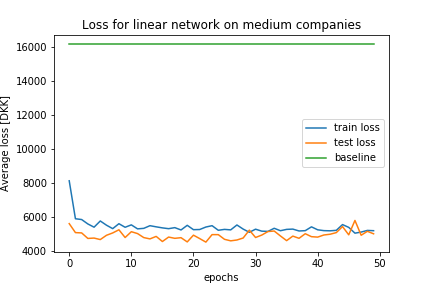 Loss for linear network on medium companies
Average loss [DKK]
16000
14000
12000
10000
8000
6000
4000
train loss
test loss
baseline
0
10
20
30
40
50
epochs